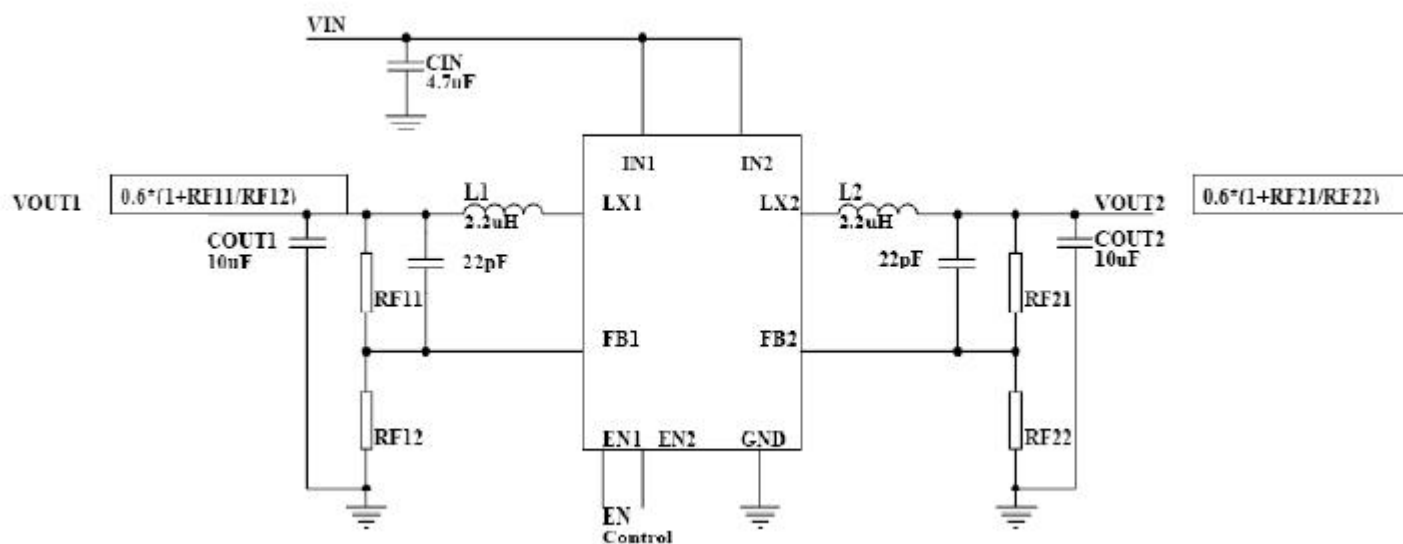 VIN
CIN
4.7uF
IN1 IN2
VOUT1 0.6*(1+RF11/RF12) L1 LX1 LX2 L2 VOUT2 0.6*(1+RF21/RF22)
2.2uH 2.2uH
COUT1 COUT2
10uF 22pF 22pF 10uF
RF11 RF21
FB1 FB2
RF12 EN1 EN2 GND RF22
EN
Control